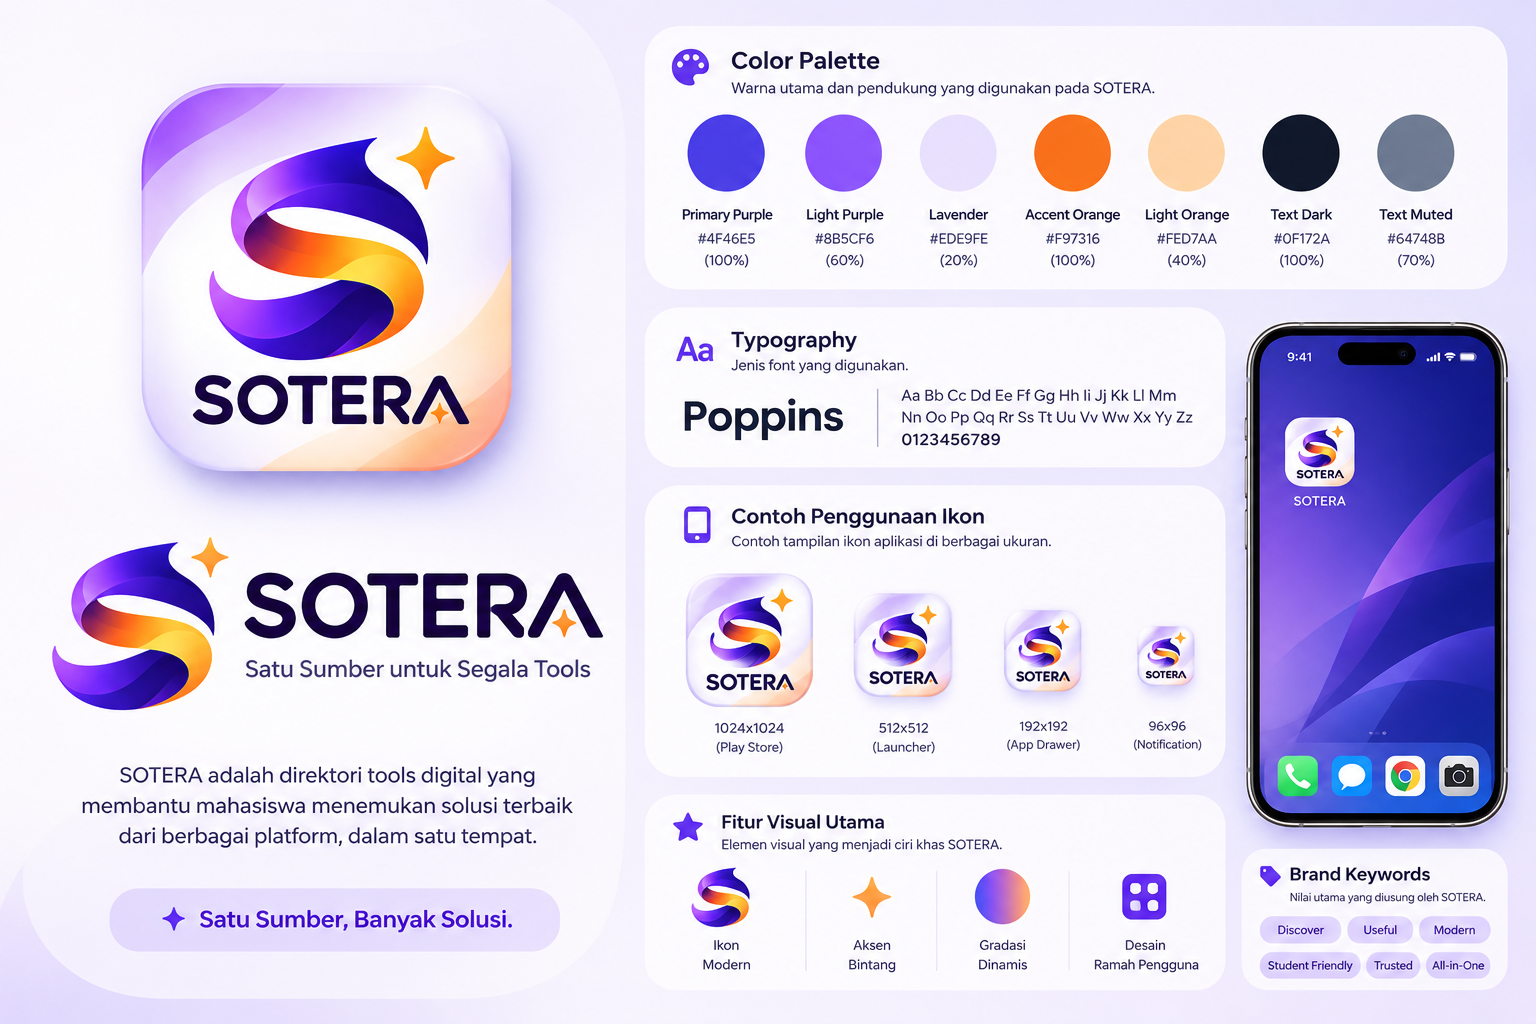 SOTERA
SOTERA
Satu Sumber untuk Segala Tools
SOTERA adalah direktori tools digital yang
membantu mahasiswa menemukan solusi terbaik
dari berbagai platform, dalam satu tempat.
Satu Sumber, Banyak Solusi.
Color Palette
Warna utama dan pendukung yang digunakan pada SOTERA.
Primary Purple
#4F46E5
(100%)
Light Purple
#8B5CF6
(60%)
Lavender
#EDE9FE
(20%)
Accent Orange
#F97316
(100%)
Light Orange
#FED7AA
(40%)
Text Dark
#0F172A
(100%)
Text Muted
#64748B
(70%)
Aa
Typography
Jenis font yang digunakan.
Poppins
Aa Bb Cc Dd Ee Ff Gg Hh Ii Jj Kk Ll Mm
Nn Oo Pp Qq Rr Ss Tt Uu Vv Ww Xx Yy Zz
0123456789
Contoh Penggunaan Ikon
Contoh tampilan ikon aplikasi di berbagai ukuran.
SOTERA
1024x1024
(Play Store)
SOTERA
512x512
(Launcher)
SOTERA
192x192
(App Drawer)
SOTERA
96x96
(Notification)
Fitur Visual Utama
Elemen visual yang menjadi ciri khas SOTERA.
Ikon
Modern
Aksen
Bintang
Gradasi
Dinamis
Desain
Ramah Pengguna
9:41
SOTERA
SOTERA
Brand Keywords
Nilai utama yang diusung oleh SOTERA.
Discover
Useful
Modern
Student Friendly
Trusted
All-in-One